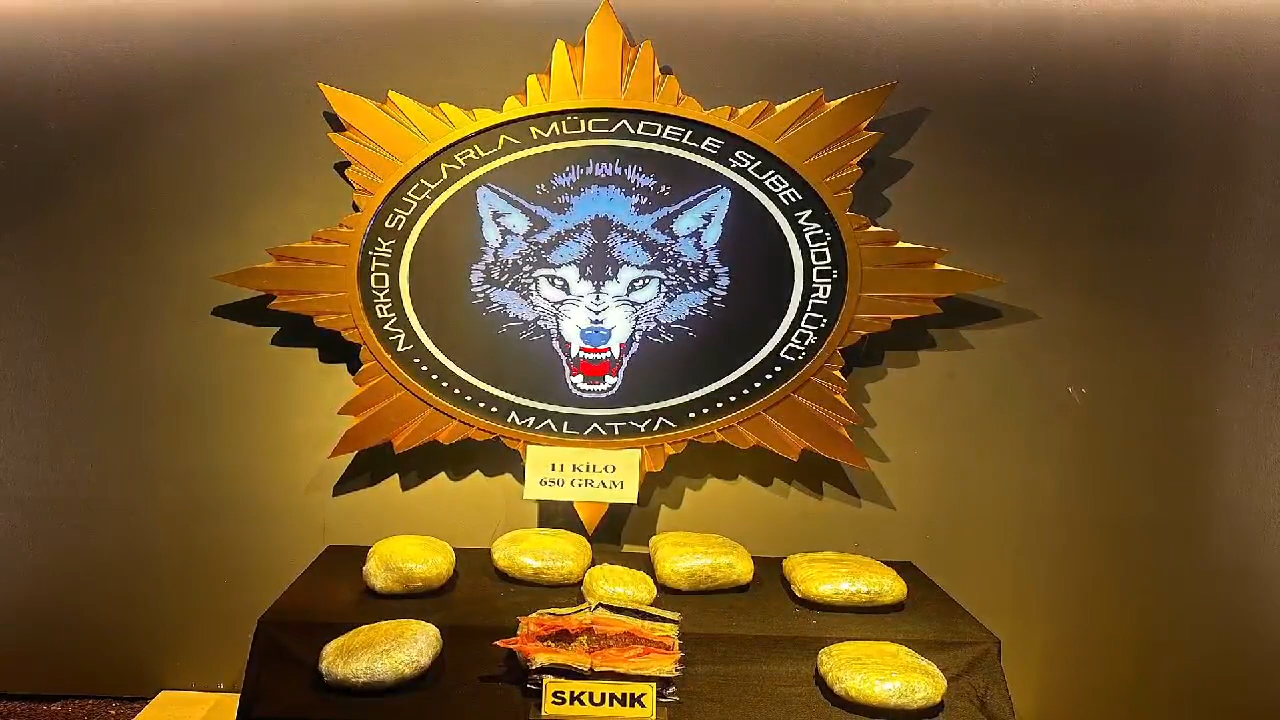 NARKOTİK SUÇLARLA MÜCADELE ŞUBE MÜDÜRLÜĞÜ
MALATYA
11 KİLO
650 GRAM
SKUNK